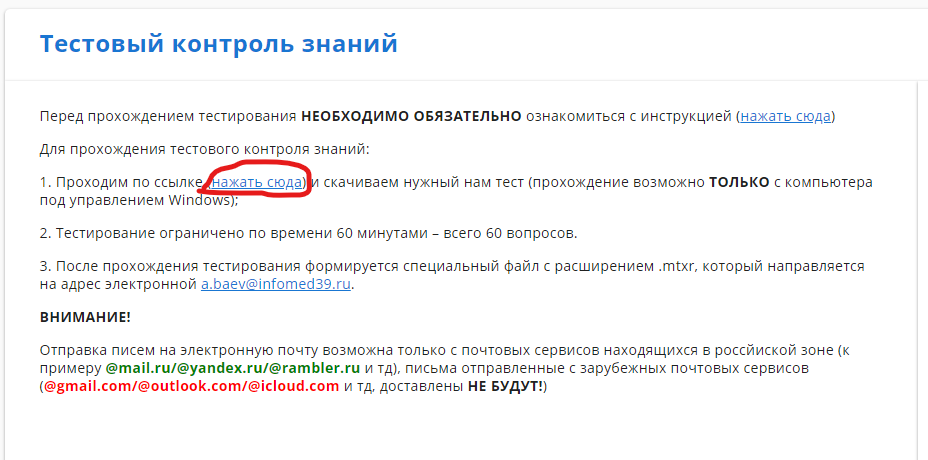 Тестовый контроль знаний
Перед прохождением тестирования НЕОБХОДИМО ОБЯЗАТЕЛЬНО ознакомиться с инструкцией (нажать сюда)
Для прохождения тестового контроля знаний:
1. Проходим по ссылке (нажать сюда) и скачиваем нужный нам тест (прохождение возможно ТОЛЬКО с компьютера
под управлением Windows);
2. Тестирование ограничено по времени 60 минутами – всего 60 вопросов.
3. После прохождения тестирования формируется специальный файл с расширением .mtxr, который направляется
на адрес электронной a.baev@infomed39.ru.
ВНИМАНИЕ!
Отправка писем на электронную почту возможна только с почтовых сервисов находящихся в россйиской зоне (к
примеру @mail.ru/@yandex.ru/@rambler.ru и тд), письма отправленные с зарубежных почтовых сервисов
(@gmail.com/@outlook.com/@icloud.com и тд, доставлены НЕ БУДУТ!)